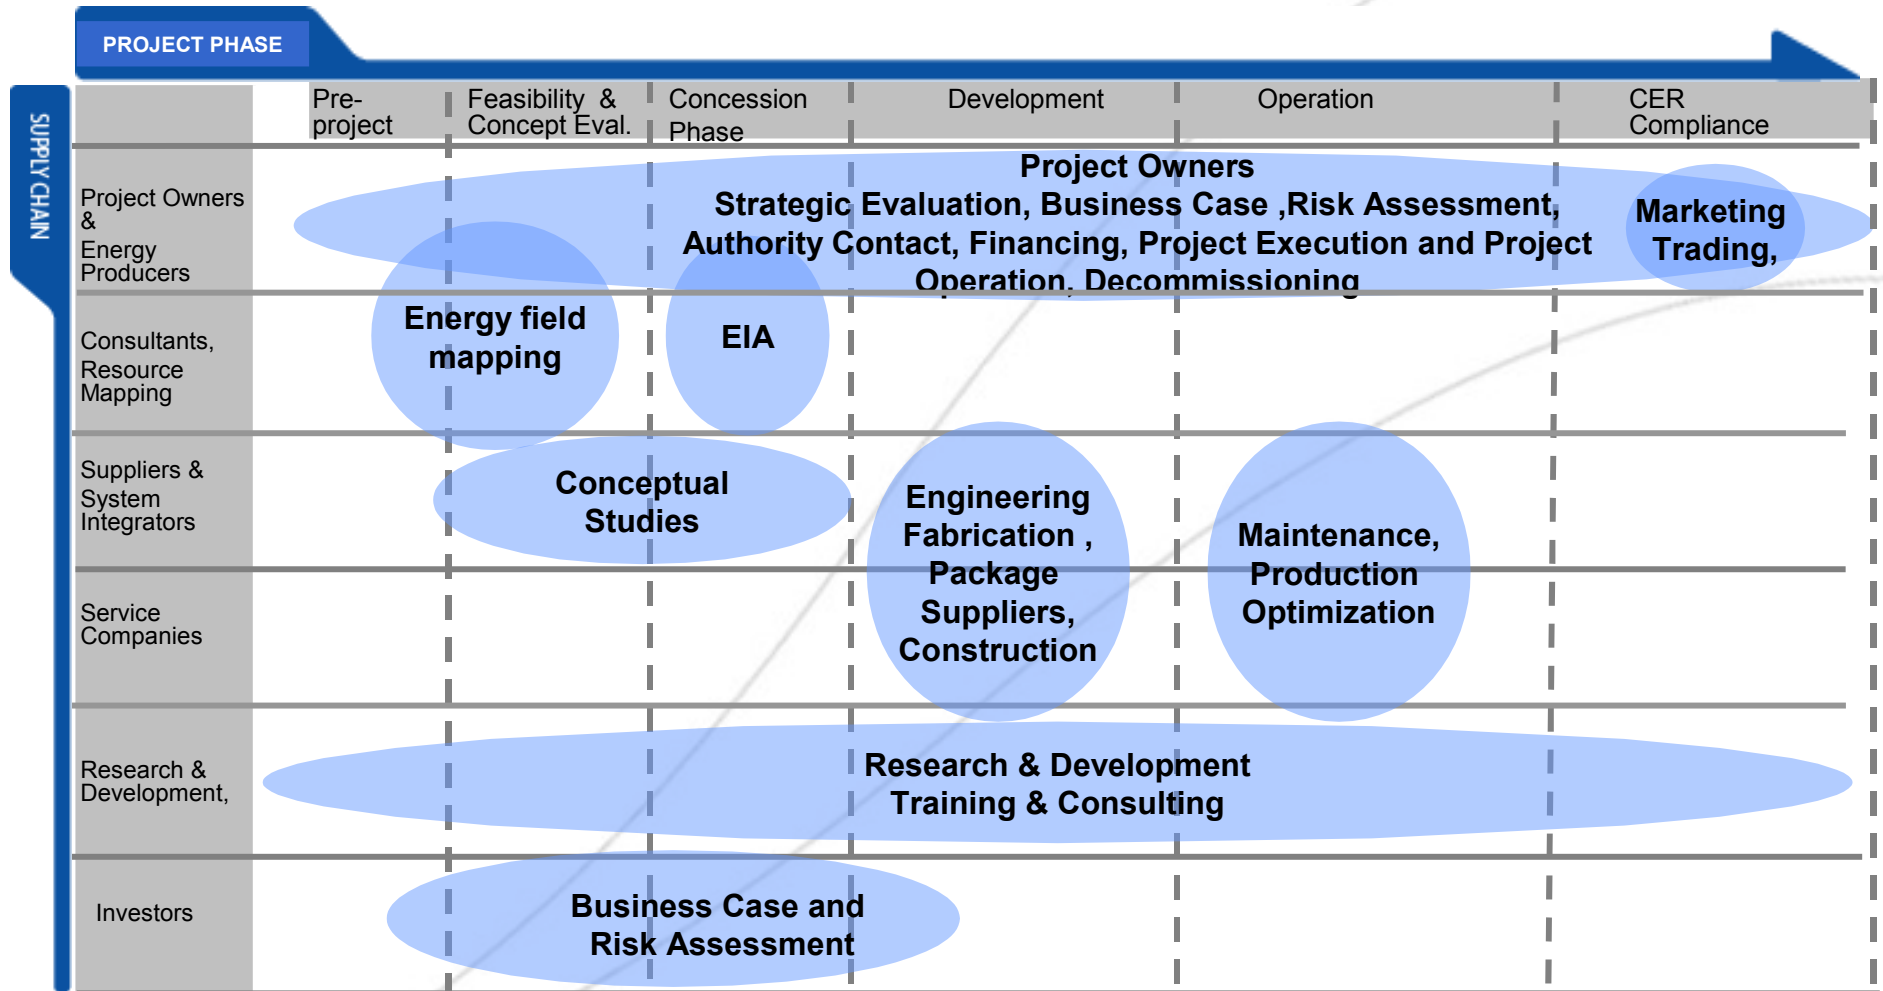 PROJECT PHASE
SUPPLY CHAIN
Pre-
project
Feasibility & 
Concept Eval.
Concession
Phase
Development
Operation
CER
Compliance
Project Owners
&
Energy
Producers
Project Owners
Strategic Evaluation, Business Case ,Risk Assessment,
Authority Contact, Financing, Project Execution and Project
Operation, Decommissioning
Marketing
Trading,
Consultants,
Resource
Mapping
Energy field
mapping
EIA
Suppliers &
System
Integrators
Conceptual
Studies
Engineering
Fabrication ,
Package
Suppliers,
Construction
Maintenance,
Production
Optimization
Service
Companies
Research &
Development,
Research & Development
Training & Consulting
Investors
Business Case and
Risk Assessment